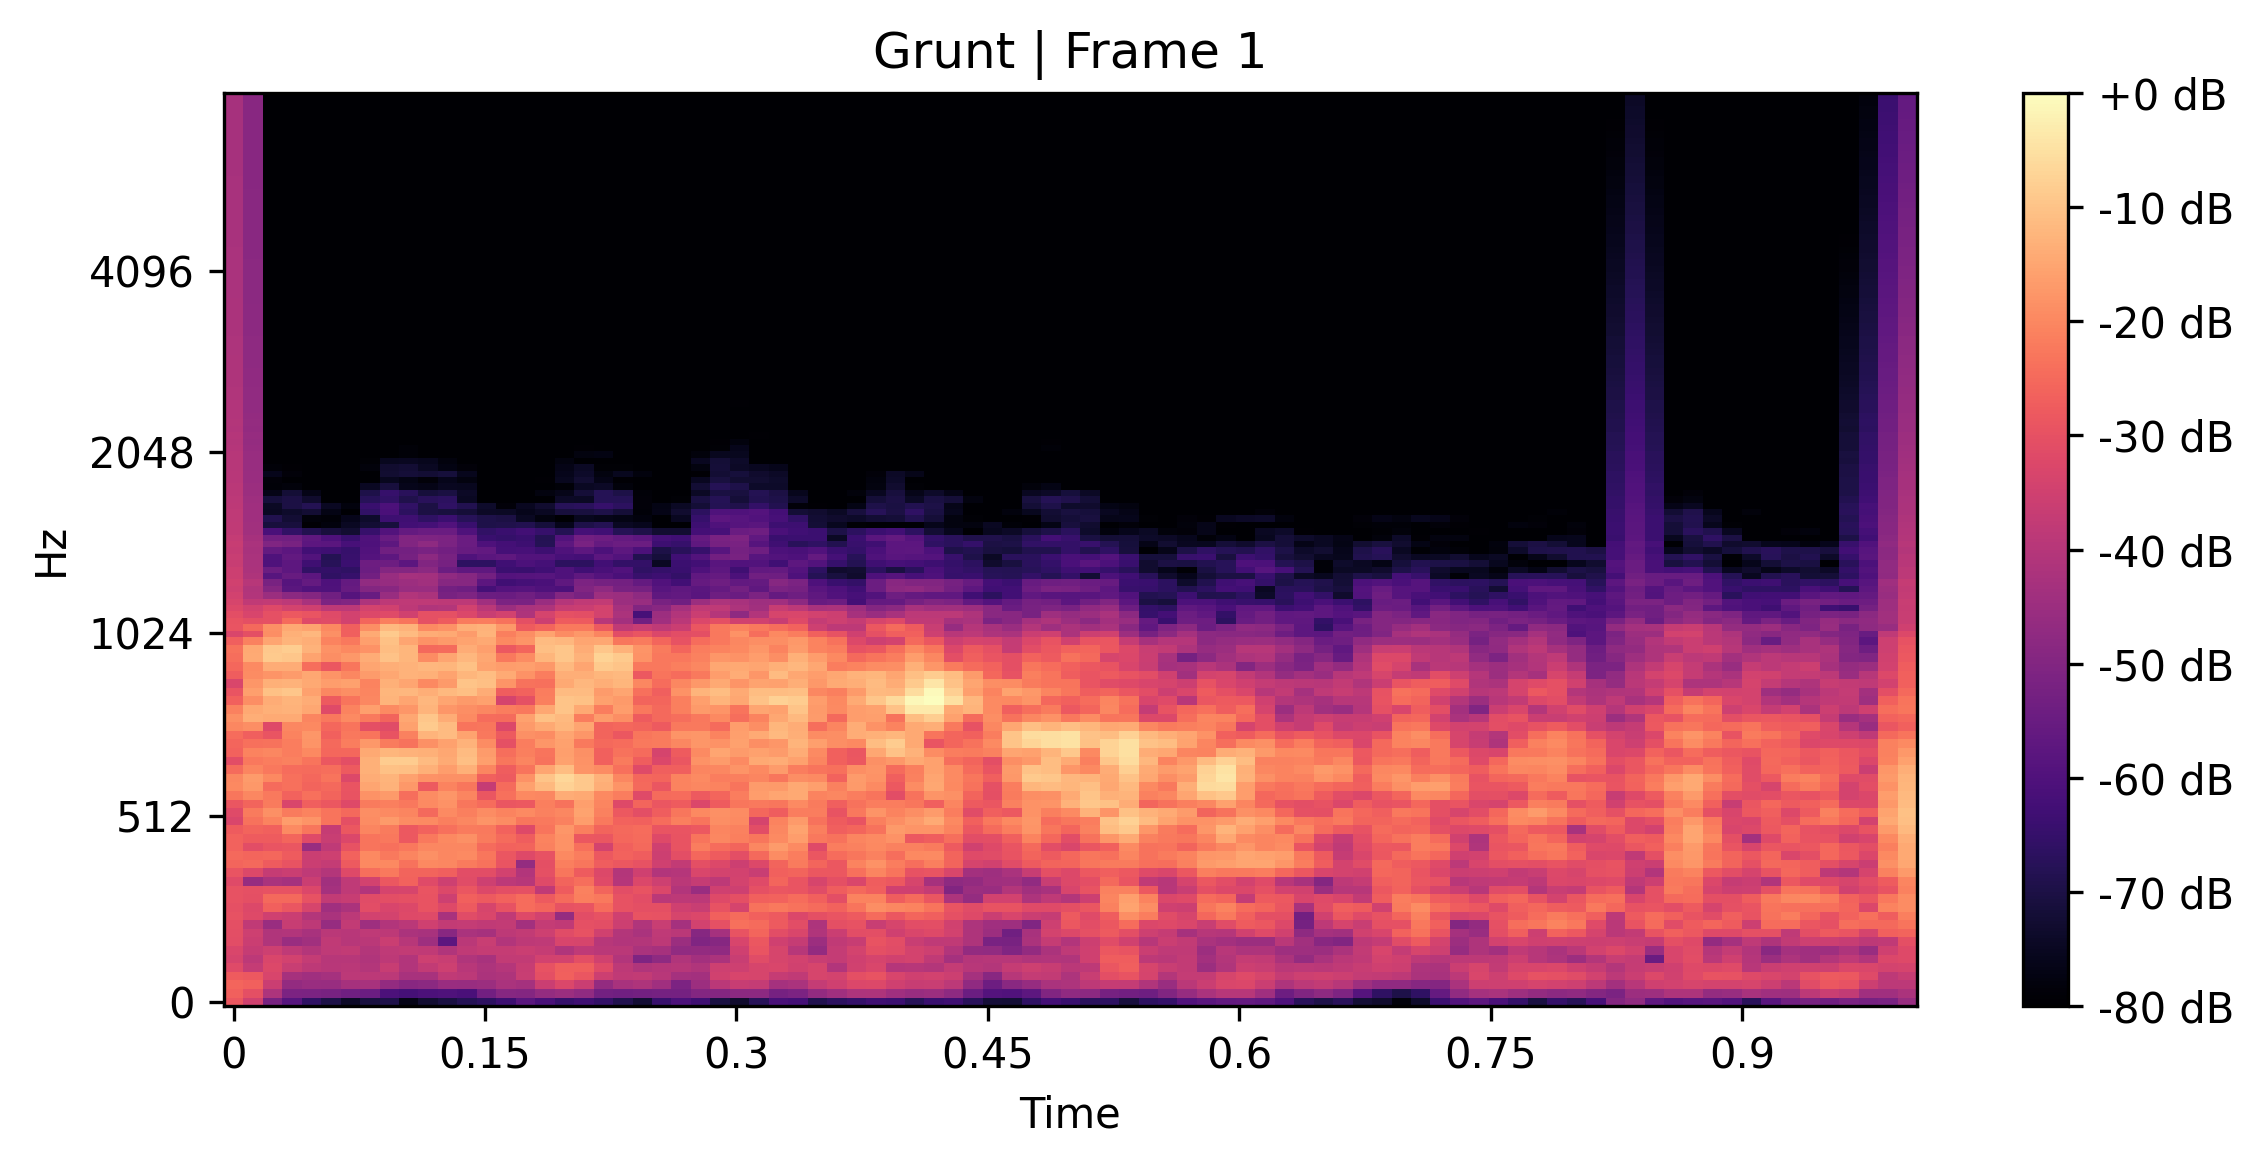 Grunt | Frame 1
+0 dB
-10 dB
-20 dB
-30 dB
-40 dB
-50 dB
-60 dB
-70 dB
-80 dB
Hz
4096
2048
1024
512
0
0 0.15 0.3 0.45 0.6 0.75 0.9
Time